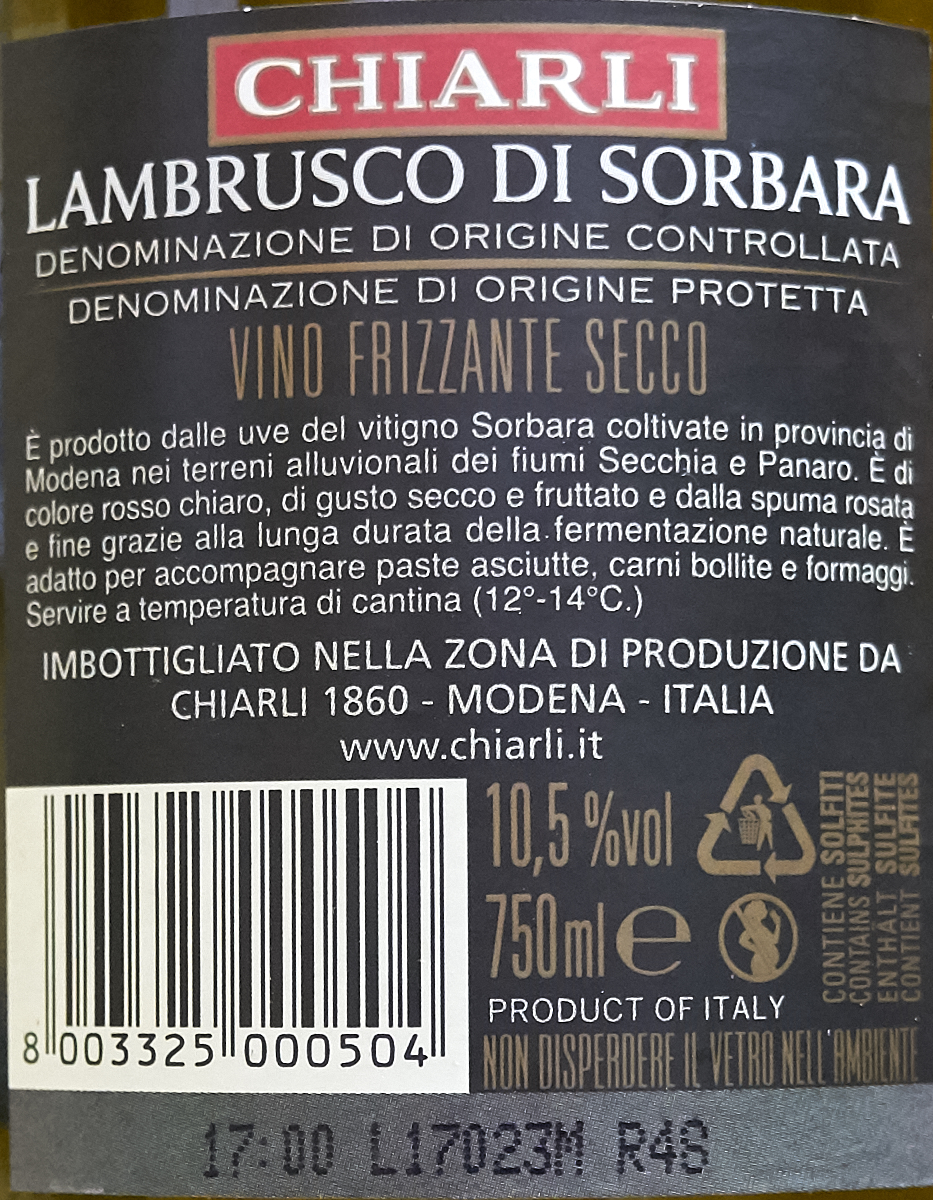 CHIARLI
LAMBRUSCO DI SORBARA
DENOMINAZIONE DI ORIGINE CONTROLLATA
DENOMINAZIONE DI ORIGINE PROTETTA
VINO FRIZZANTE SECCO
È prodotto dalle uve del vitigno Sorbara coltivate in provincia di
Modena nei terreni alluvionali dei fiumi Secchia e Panaro. È di
colore rosso chiaro, di gusto secco e fruttato e dalla spuma rosata
e fine grazie alla lunga durata della fermentazione naturale. È
adatto per accompagnare paste asciutte, carni bollite e formaggi.
Servire a temperatura di cantina (12°-14°C.)
IMBOTTIGLIATO NELLA ZONA DI PRODUZIONE DA
CHIARLI 1860 - MODENA - ITALIA
www.chiarli.it
10,5 %vol
750ml e
PRODUCT OF ITALY
NON DISPERDERE IL VETRO NELL'AMBIENTE
CONTIENE SOLFITI
CONTAINS SULPHITES
ENTHÄLT SULFITE
CONTIENT SULFITES
8 003325 000504
17:00 L17023M R48